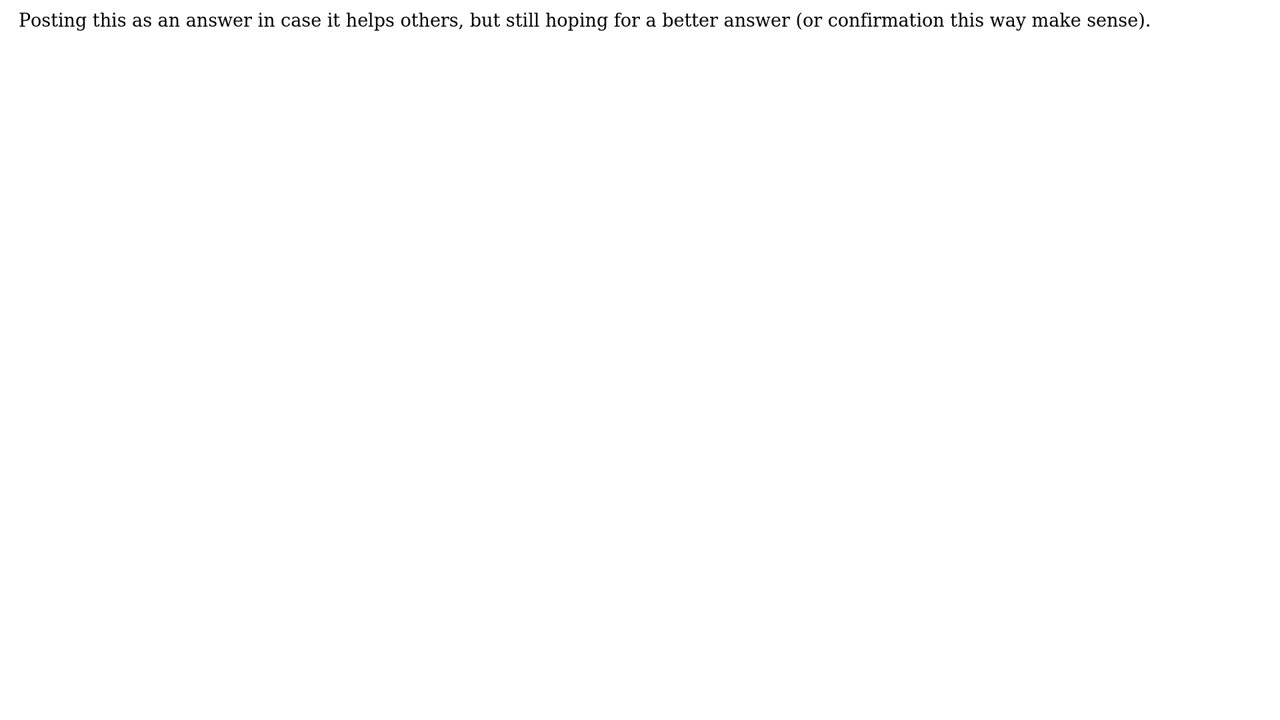 Posting this as an answer in case it helps others, but still hoping for a better answer (or confirmation this way make sense).